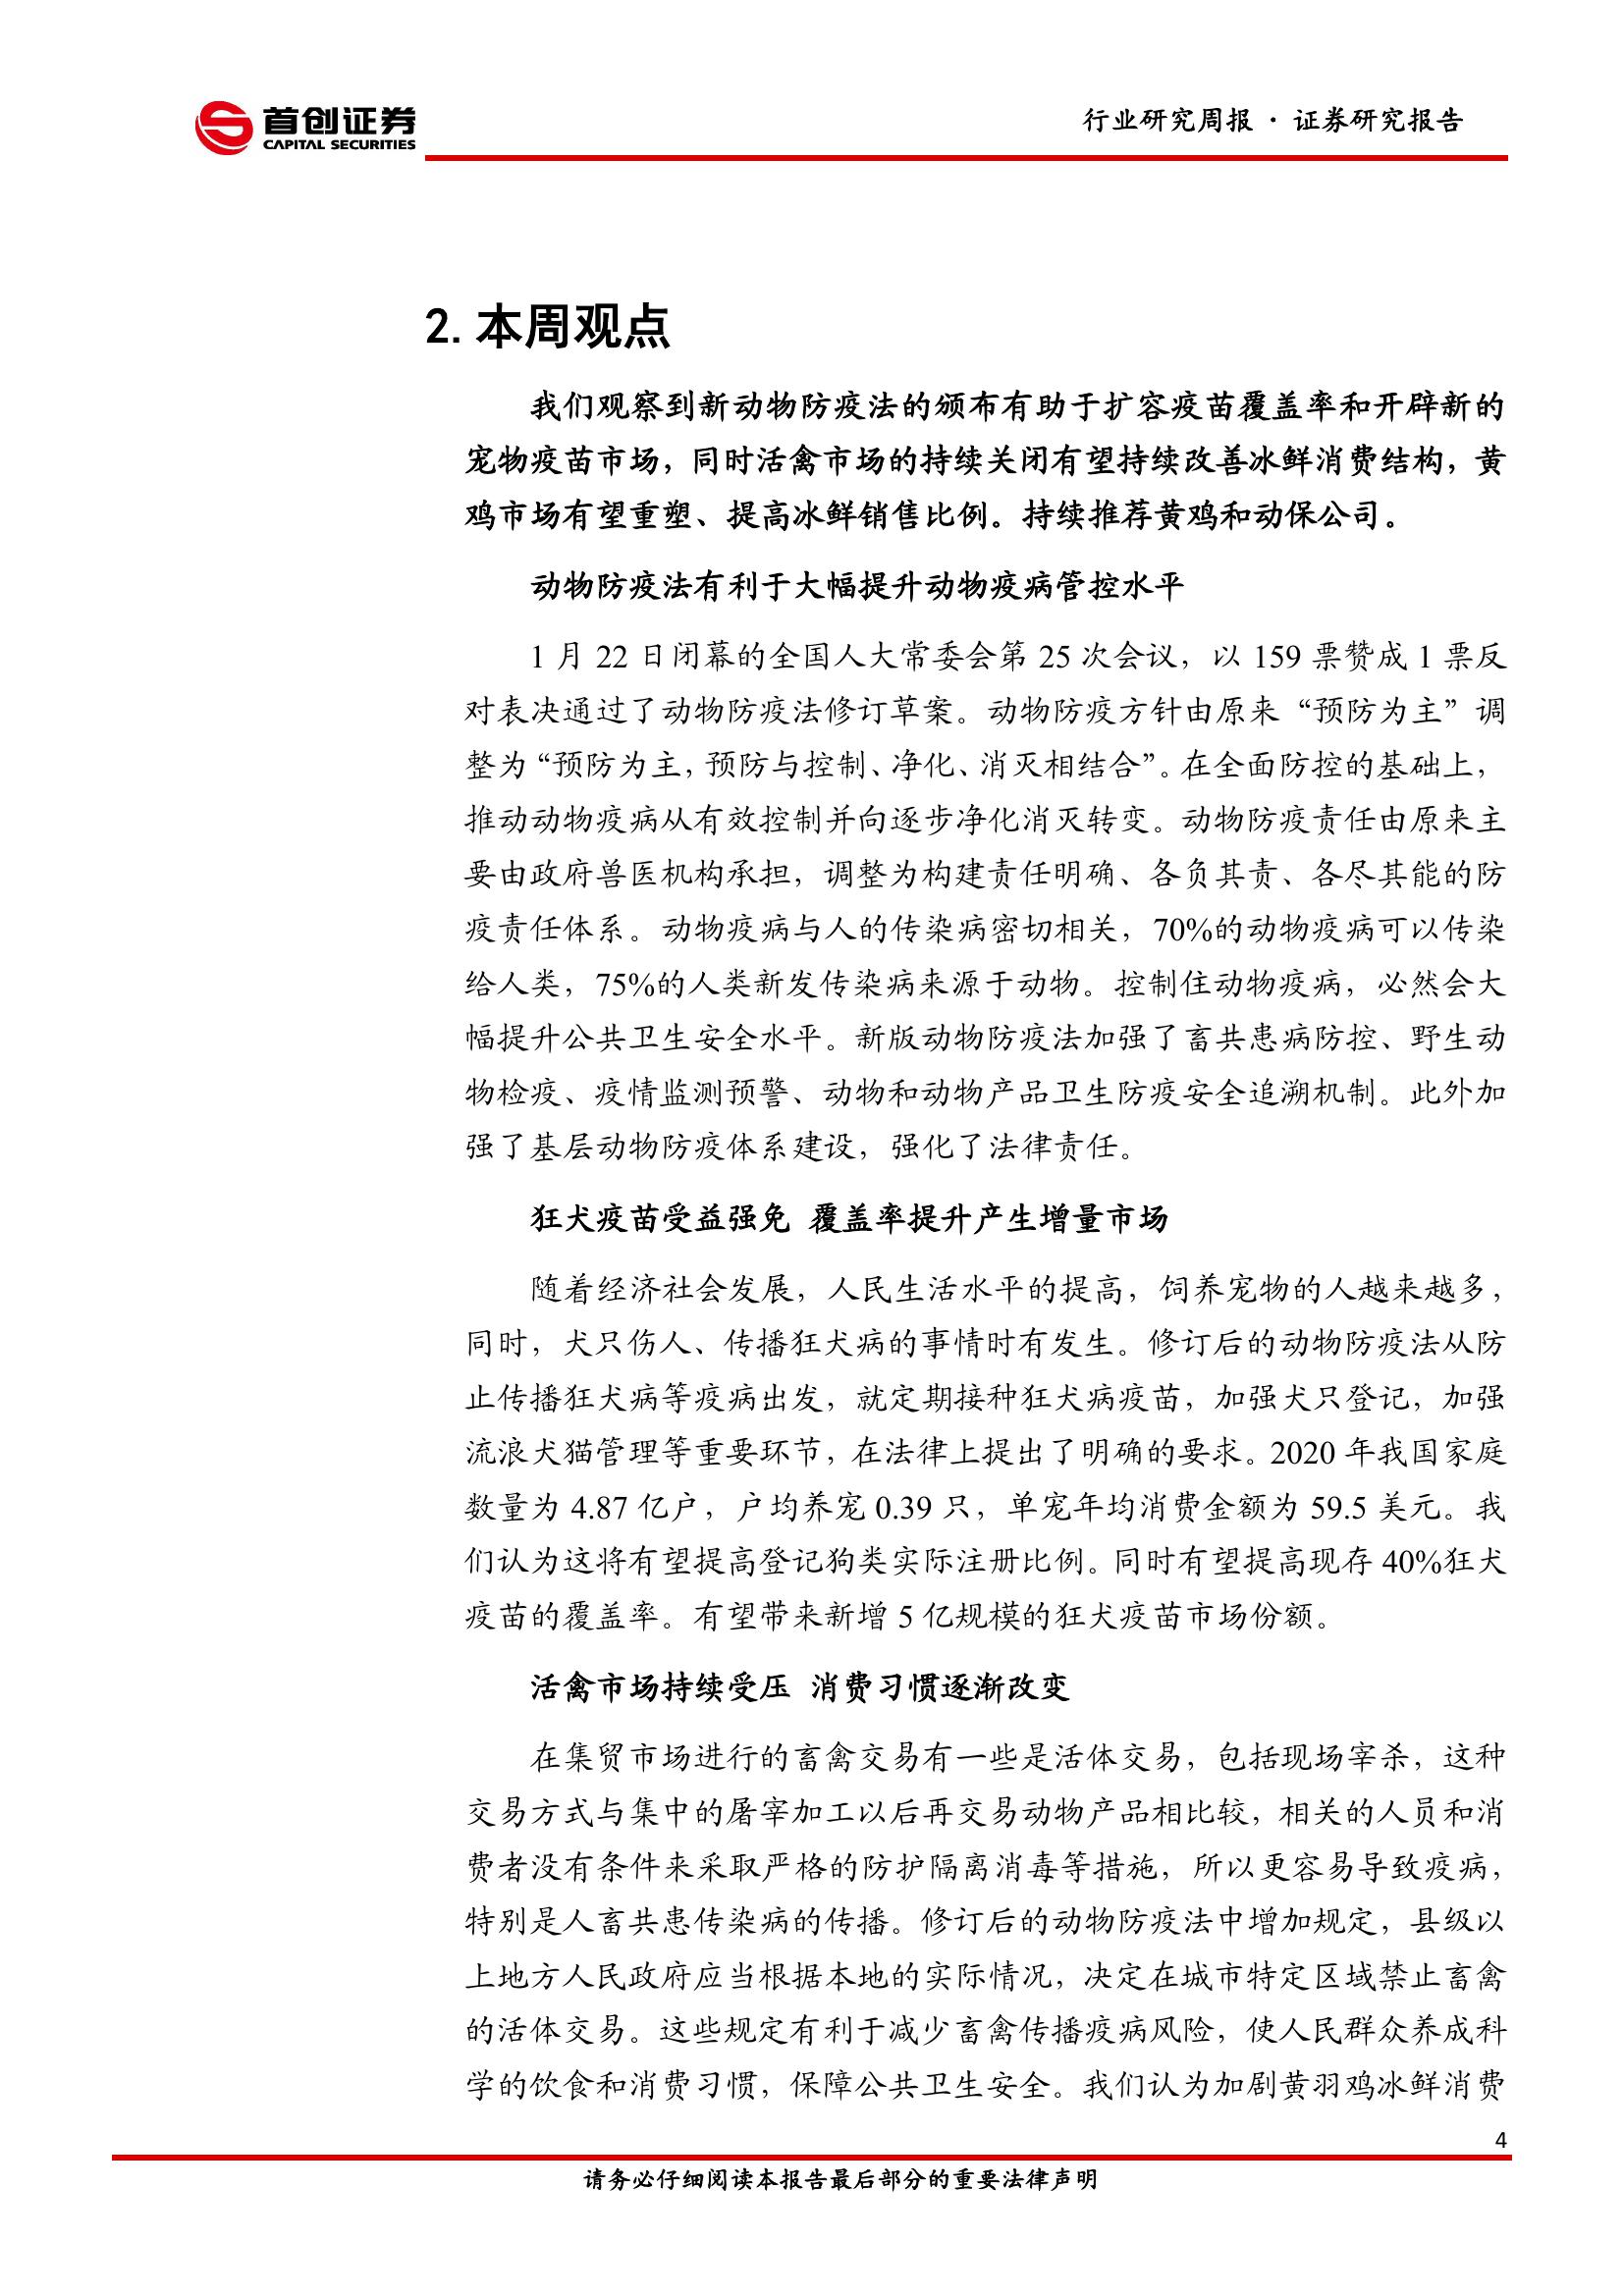 首创证券
CAPITAL SECURITIES
行业研究周报 · 证券研究报告
2. 本周观点
我们观察到新动物防疫法的颁布有助于扩容疫苗覆盖率和开辟新的
宠物疫苗市场，同时活禽市场的持续关闭有望持续改善冰鲜消费结构，黄
鸡市场有望重塑、提高冰鲜销售比例。持续推荐黄鸡和动保公司。
动物防疫法有利于大幅提升动物疫病管控水平
1 月 22 日闭幕的全国人大常委会第 25 次会议，以 159 票赞成 1 票反
对表决通过了动物防疫法修订草案。动物防疫方针由原来“预防为主”调
整为“预防为主，预防与控制、净化、消灭相结合”。在全面防控的基础上，
推动动物疫病从有效控制并向逐步净化消灭转变。动物防疫责任由原来主
要由政府兽医机构承担，调整为构建责任明确、各负其责、各尽其能的防
疫责任体系。动物疫病与人的传染病密切相关，70%的动物疫病可以传染
给人类，75%的人类新发传染病来源于动物。控制住动物疫病，必然会大
幅提升公共卫生安全水平。新版动物防疫法加强了畜共患病防控、野生动
物检疫、疫情监测预警、动物和动物产品卫生防疫安全追溯机制。此外加
强了基层动物防疫体系建设，强化了法律责任。
狂犬疫苗受益强免 覆盖率提升产生增量市场
随着经济社会发展，人民生活水平的提高，饲养宠物的人越来越多，
同时，犬只伤人、传播狂犬病的事情时有发生。修订后的动物防疫法从防
止传播狂犬病等疫病出发，就定期接种狂犬病疫苗，加强犬只登记，加强
流浪犬猫管理等重要环节，在法律上提出了明确的要求。2020 年我国家庭
数量为 4.87 亿户，户均养宠 0.39 只，单宠年均消费金额为 59.5 美元。我
们认为这将有望提高登记狗类实际注册比例。同时有望提高现存 40%狂犬
疫苗的覆盖率。有望带来新增 5 亿规模的狂犬疫苗市场份额。
活禽市场持续受压 消费习惯逐渐改变
在集贸市场进行的畜禽交易有一些是活体交易，包括现场宰杀，这种
交易方式与集中的屠宰加工以后再交易动物产品相比较，相关的人员和消
费者没有条件来采取严格的防护隔离消毒等措施，所以更容易导致疫病，
特别是人畜共患传染病的传播。修订后的动物防疫法中增加规定，县级以
上地方人民政府应当根据本地的实际情况，决定在城市特定区域禁止畜禽
的活体交易。这些规定有利于减少畜禽传播疫病风险，使人民群众养成科
学的饮食和消费习惯，保障公共卫生安全。我们认为加剧黄羽鸡冰鲜消费
4
请务必仔细阅读本报告最后部分的重要法律声明